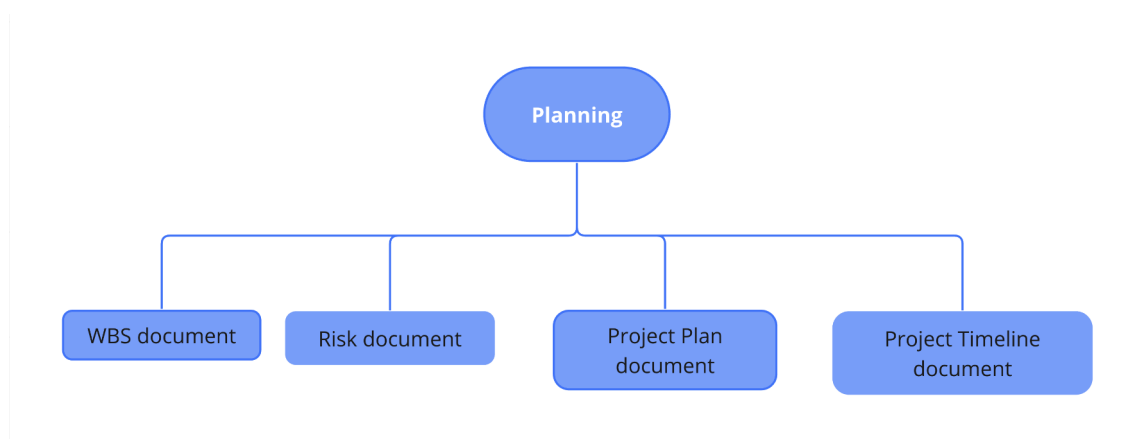 Planning
WBS document
Risk document
Project Plan
document
Project Timeline
document